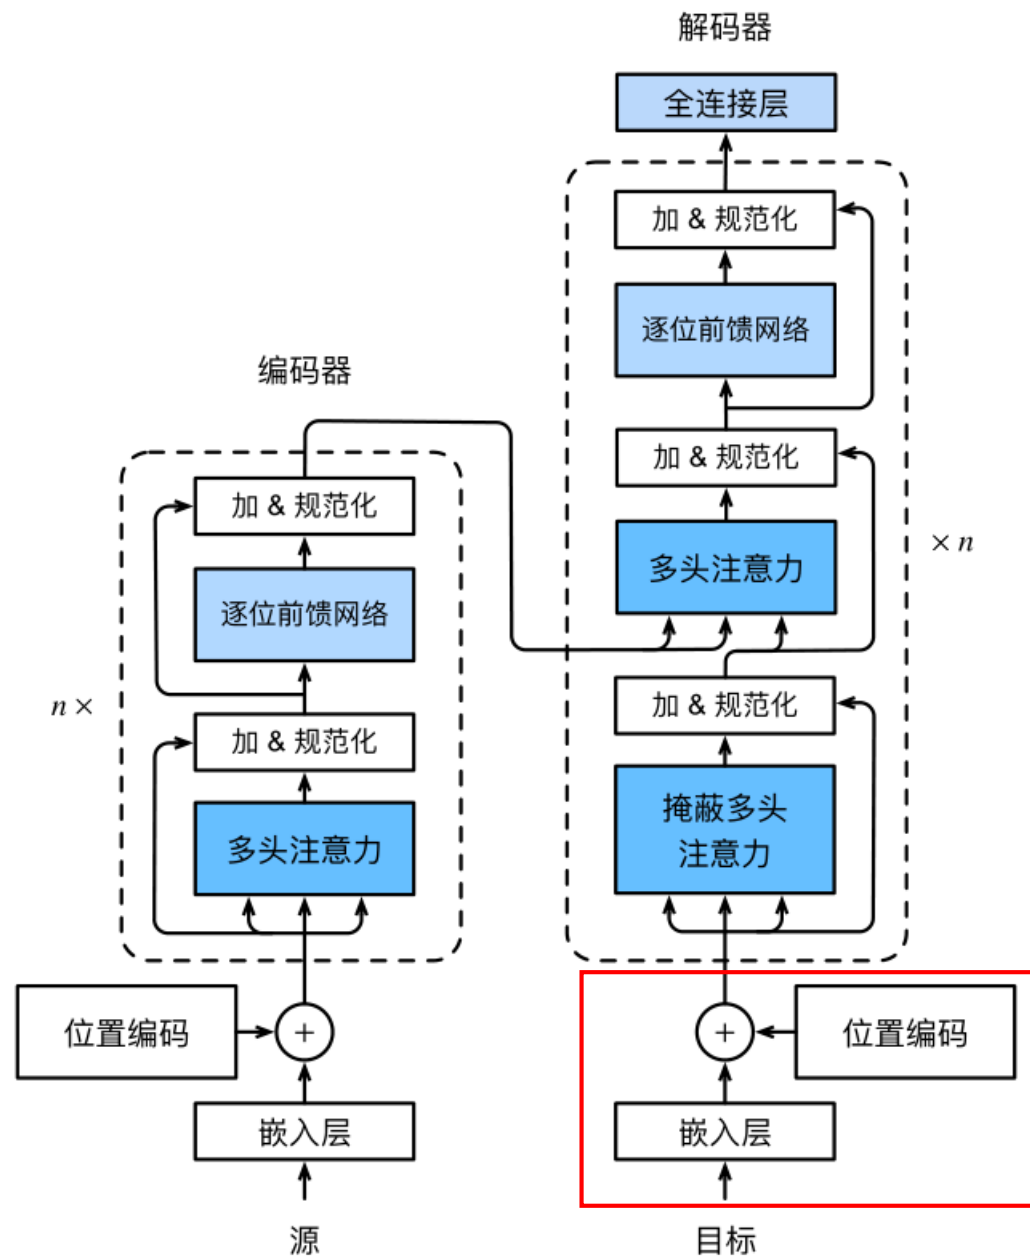 解码器
全连接层
加 & 规范化
逐位前馈网络
加 & 规范化
多头注意力
× n
加 & 规范化
掩蔽多头
注意力
+
位置编码
嵌入层
目标
编码器
加 & 规范化
逐位前馈网络
n ×
加 & 规范化
多头注意力
位置编码
+
嵌入层
源